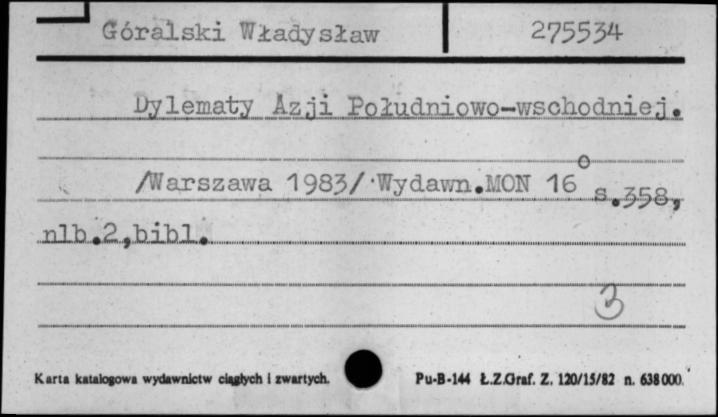 Góralski Władysław 275534
Dylematy Azji Południowo-wschodniej.
/Warszawa 1983/ Wydawn.MON 16° s.358,
nlb.2,bibl.
3
Karta katalogowa wydawnictw ciągłych i zwartych. Pu-B-144 Ł.Z.Graf. Z. 120/15/82 n. 638000.